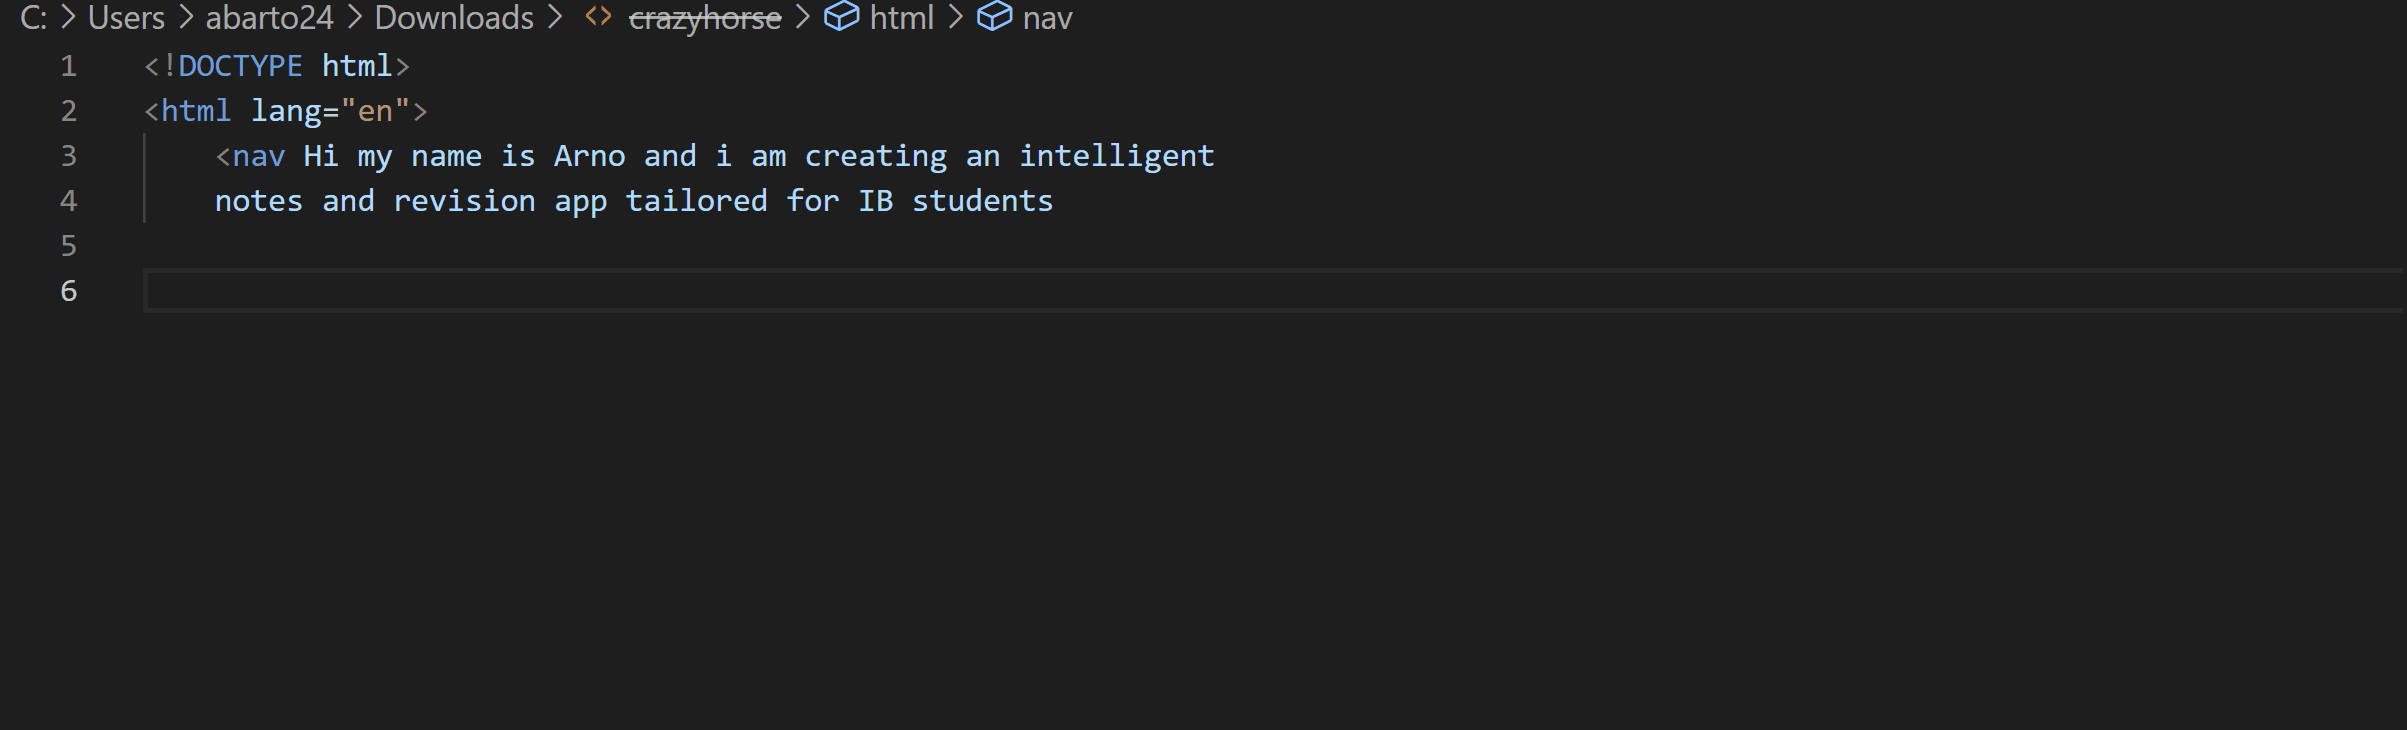 C: > Users > abarto24 > Downloads > <> crazyhorse > html > nav
1 <!DOCTYPE html>
2 <html lang="en">
3 <nav Hi my name is Arno and i am creating an intelligent
4 notes and revision app tailored for IB students
5
6